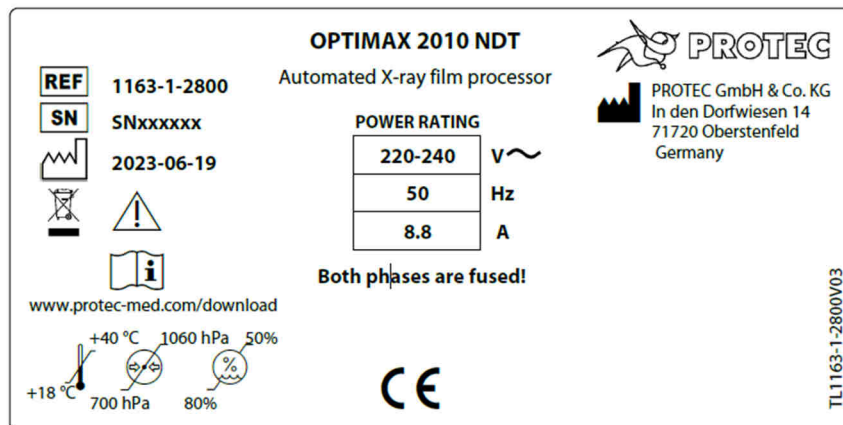 OPTIMAX 2010 NDT
Automated X-ray film processor
PROTEC
PROTEC GmbH & Co. KG
In den Dorfwiesen 14
71720 Oberstenfeld
Germany
REF 1163-1-2800
SN SNxxxxxx
2023-06-19
POWER RATING
220-240 V~
50 Hz
8.8 A
Both phases are fused!
i
www.protec-med.com/download
+40 °C 1060 hPa 50%
%
+18 °C 700 hPa 80%
CE
TL1163-1-2800V03